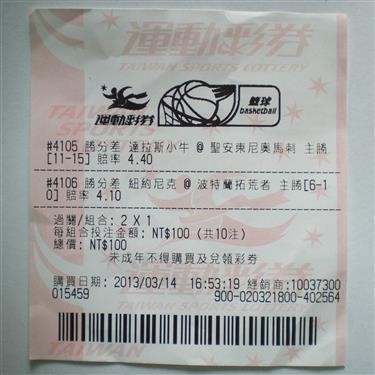 運動彩券
TAIWAN SPORTS LOTTERY
運動彩券
籃球
basketball
TAIWAN
SPORTS
#4105 勝分差 達拉斯小牛 @ 聖安東尼奧馬刺 主勝
[11-15] 賠率 4.40
#4106 勝分差 紐約尼克 @ 波特蘭拓荒者 主勝[6-1
0] 賠率 4.10
過關/組合: 2 X 1
每組合投注金額: NT$100 (共10注)
總價: NT$100
未成年不得購買及兌領彩券
購買日期: 2013/03/14 16:53:19 經銷商:10037300
015459 900-020321800-402564
TAIWAN